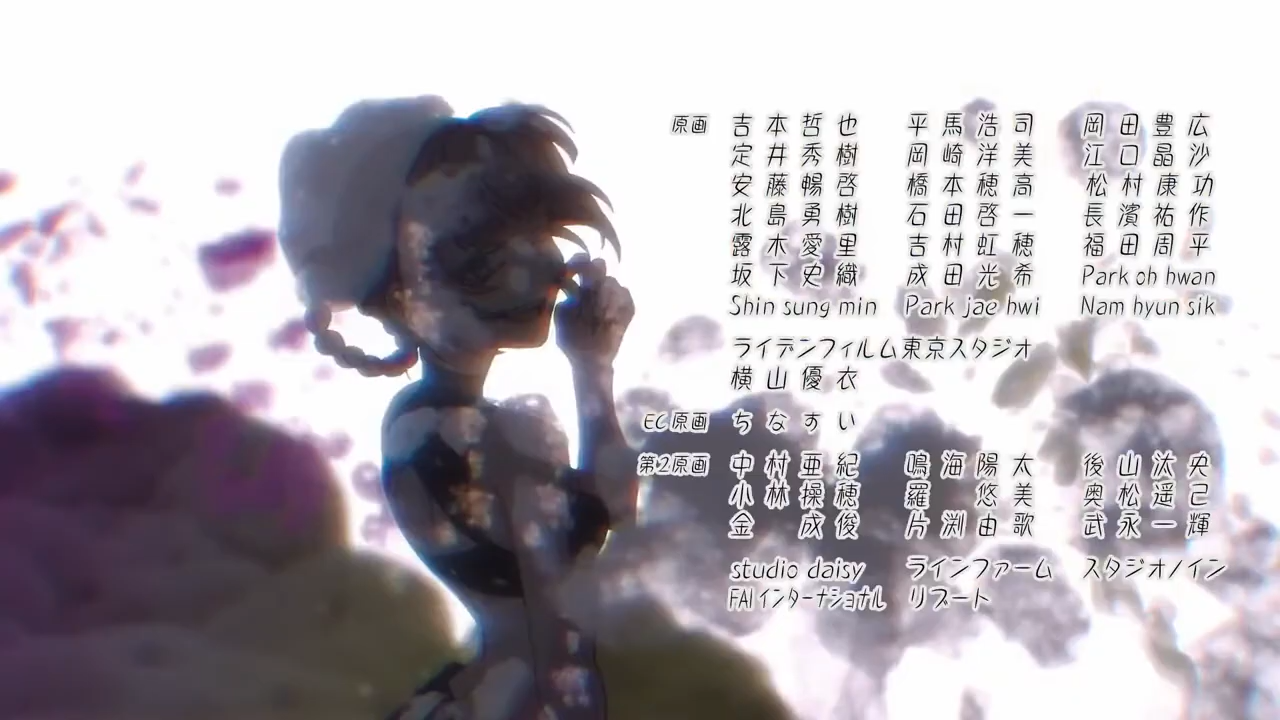 原画 吉本哲也 平馬浩司 岡田豊広
定井秀樹 岡崎洋美 江口晶沙
安藤暢啓 橋本穂高 松村康功
北島勇樹 石田啓一 長濱祐作
露木愛里 吉村虹穂 福田周平
坂下史織 成田光希 Park oh hwan
Shin sung min Park jae hwi Nam hyun sik
ライデンフィルム東京スタジオ
横山優衣
EC原画 ちなすい
第2原画 中村亜紀 鳴海陽太 後山汰央
小林操穂 羅悠美 奥松遥己
金成俊 片渕由歌 武永一輝
studio daisy ラインファーム スタジオノイン
FAIインターナショナル リブート